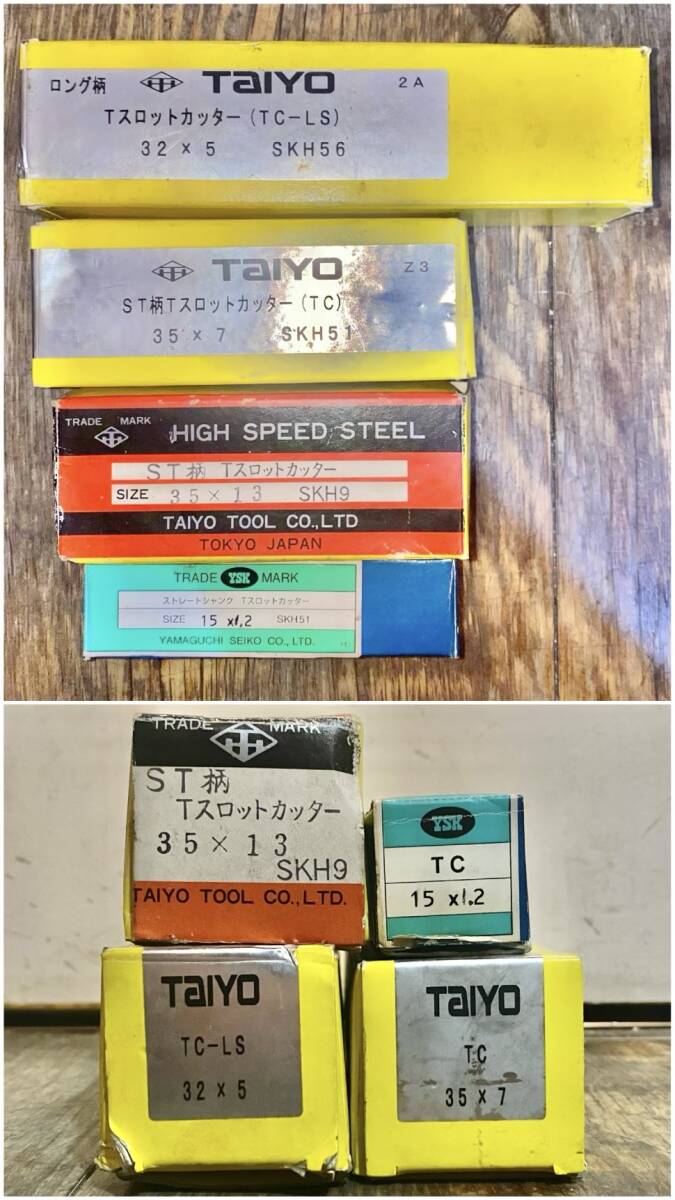 ロング柄 TAIYO 2A
Tスロットカッター(TC-LS)
32 × 5 SKH56
TAIYO Z3
ST柄Tスロットカッター(TC)
35 × 7 SKH51
TRADE MARK
HIGH SPEED STEEL
ST柄 Tスロットカッター
SIZE 35×13 SKH9
TAIYO TOOL CO.,LTD
TOKYO JAPAN
TRADE YSK MARK
ストレートシャンク Tスロットカッター
SIZE 15 x1.2 SKH51
YAMAGUCHI SEIKO CO., LTD.
TRADE MARK
ST柄
Tスロットカッター
35×13
SKH9
TAIYO TOOL CO.,LTD.
YSK
TC
15 x1.2
TAIYO
TC-LS
32 × 5
TAIYO
TC
35 × 7